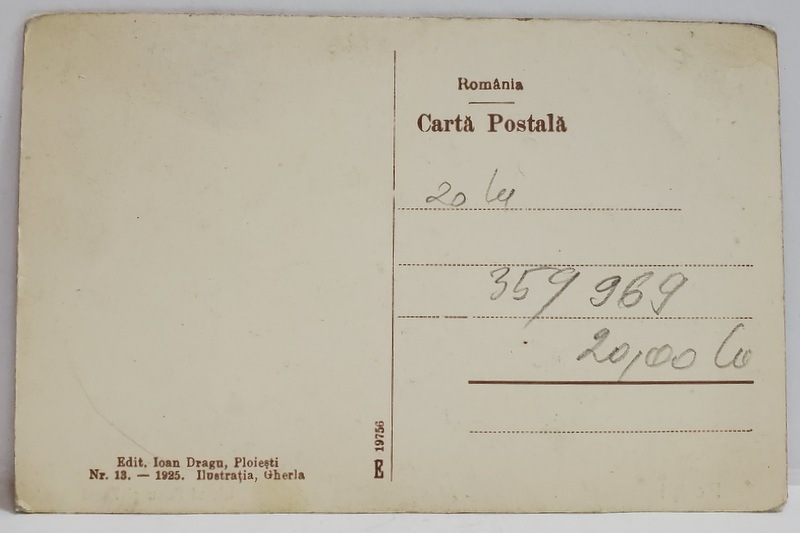 România
Cartă Postală
20 lei
359 969
20,00 lei
Edit. Ioan Dragu, Ploiești
Nr. 13. — 1925. Ilustrația, Gherla
E 19756